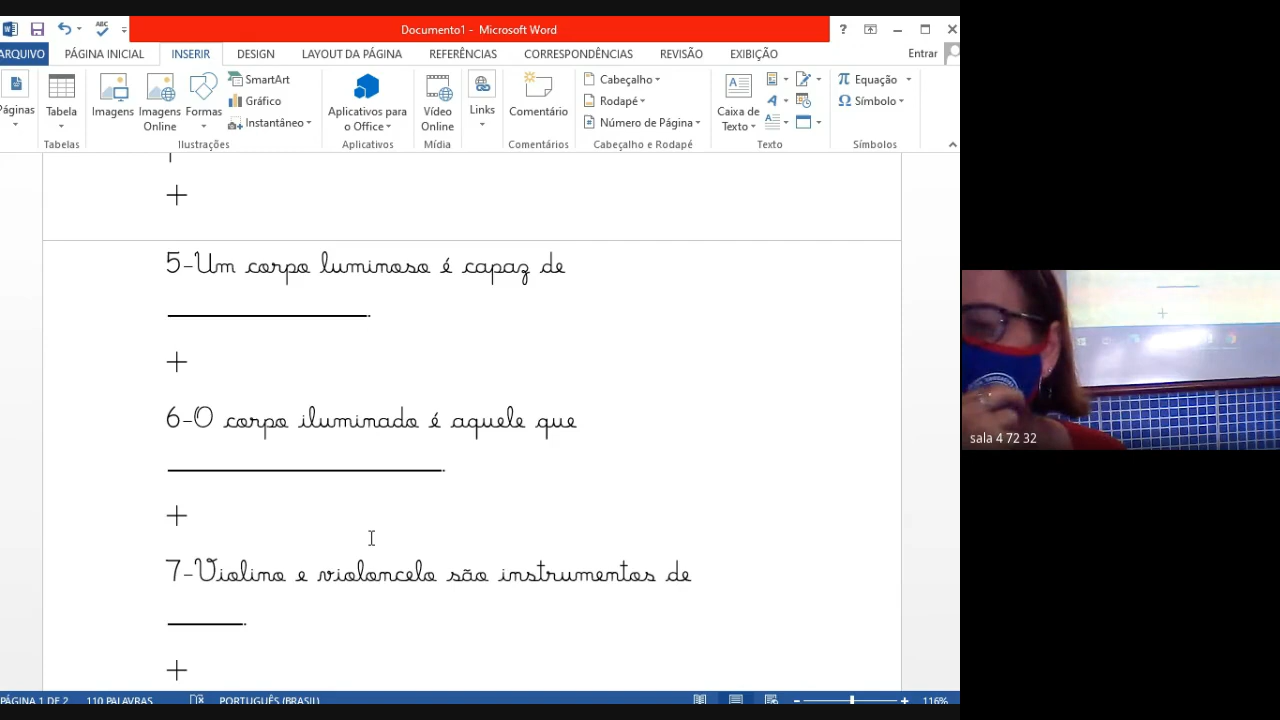 Documento1 - Microsoft Word
Entrar
ARQUIVO PÁGINA INICIAL INSERIR DESIGN LAYOUT DA PÁGINA REFERÊNCIAS CORRESPONDÊNCIAS REVISÃO EXIBIÇÃO
Páginas
Tabela
Imagens
Imagens Online
Formas
SmartArt
Gráfico
Instantâneo
Aplicativos para o Office
Vídeo Online
Links
Comentário
Cabeçalho
Rodapé
Número de Página
Caixa de Texto
Equação
Símbolo
Tabelas Ilustrações Aplicativos Mídia Comentários Cabeçalho e Rodapé Texto Símbolos
+
5-Um corpo luminoso é capaz de
____________.
+
6-O corpo iluminado é aquele que
________________.
+
7-Violino e violoncelo são instrumentos de
_____.
+
PÁGINA 1 DE 2 110 PALAVRAS PORTUGUÊS (BRASIL) 116%
sala 4 72 32